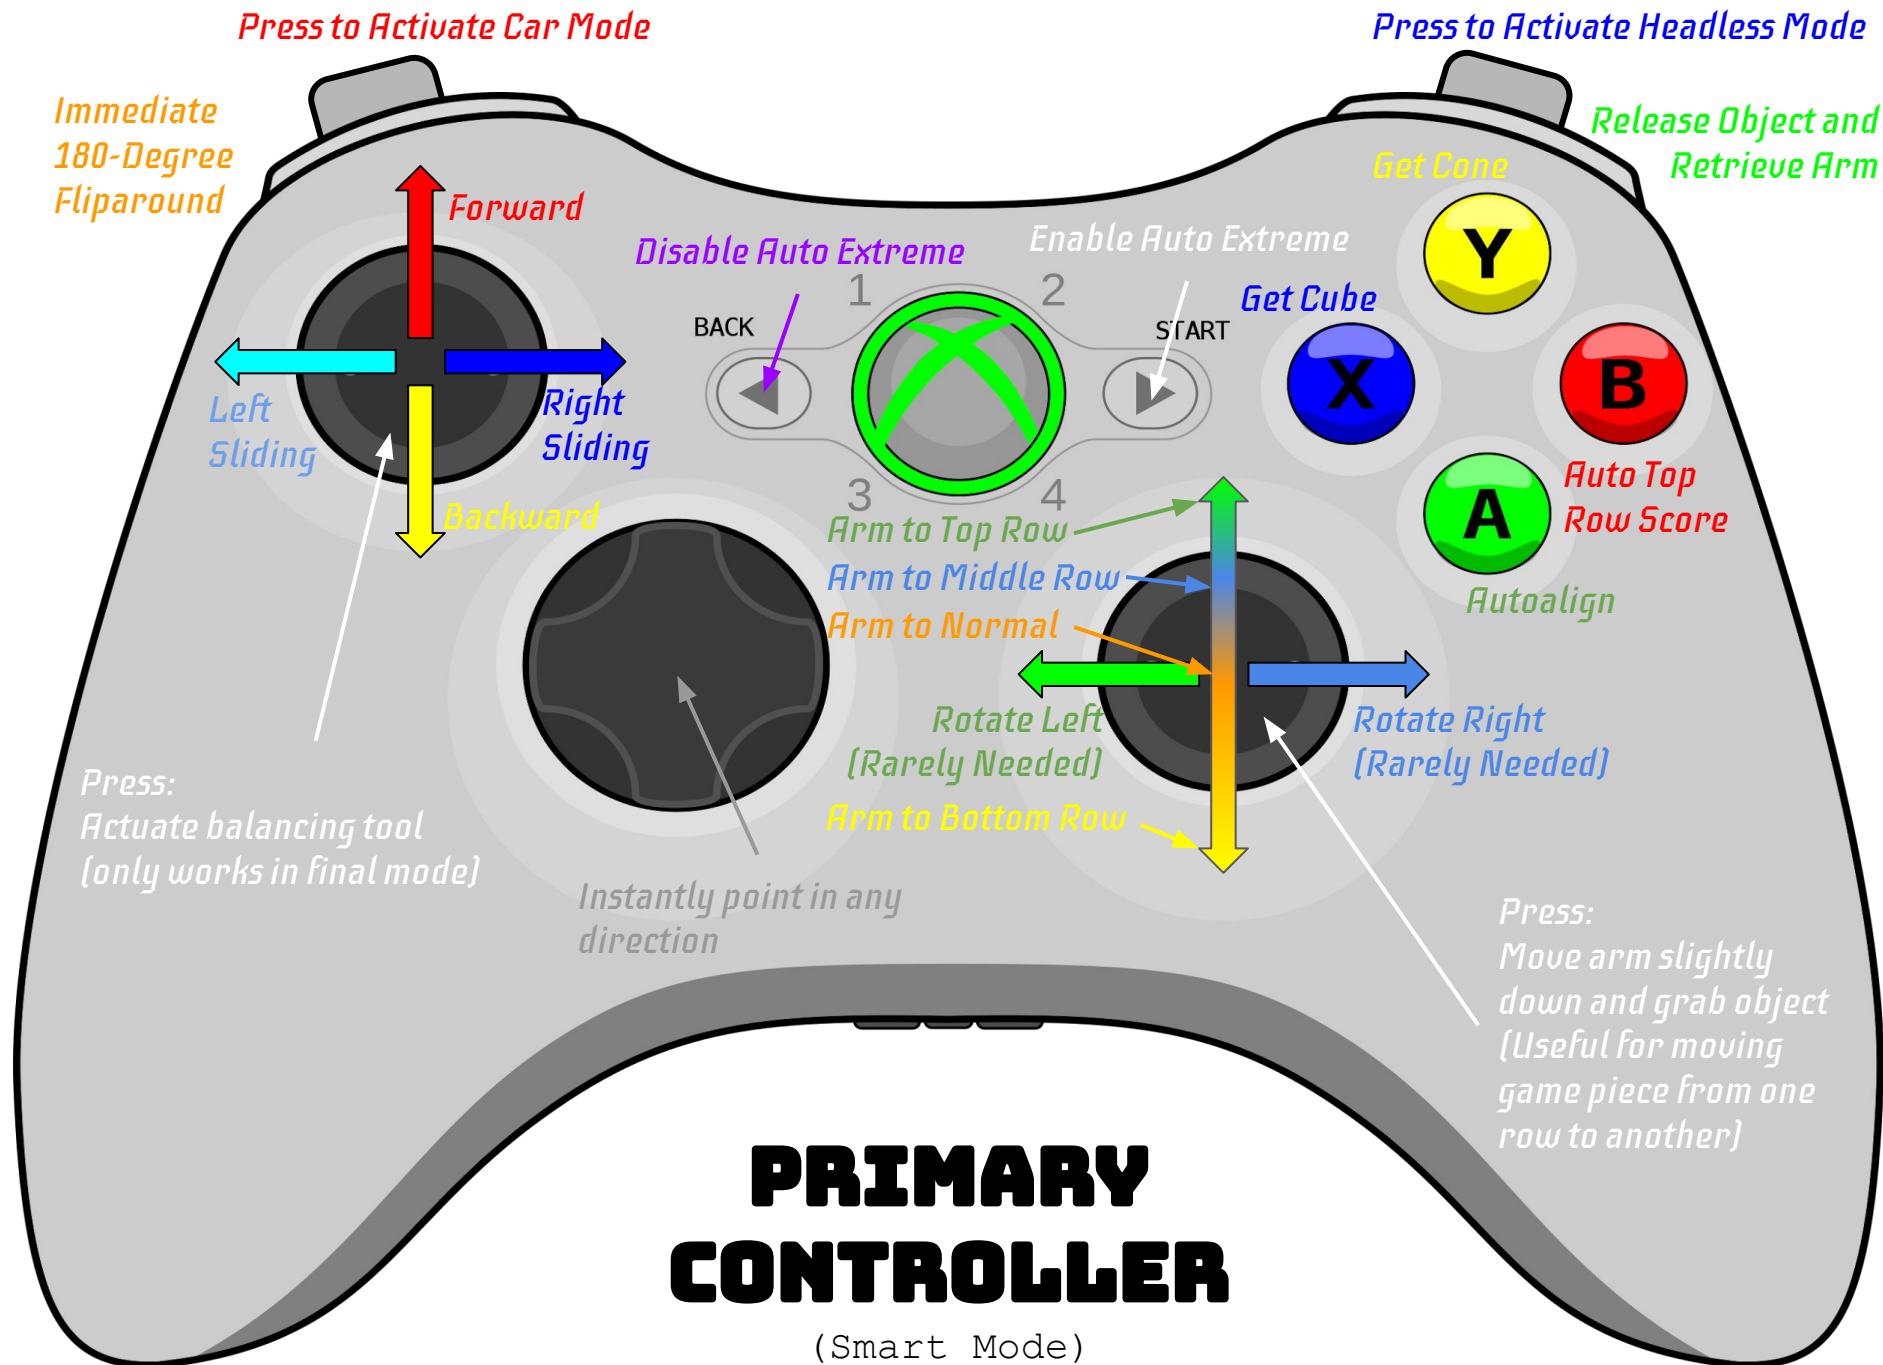 Press to Activate Car Mode
Press to Activate Headless Mode
Immediate
180-Degree
Fliparound
Release Object and
Retrieve Arm
Get Cone
Forward
Disable Auto Extreme
Enable Auto Extreme
1
2
Get Cube
BACK
START
Y
X
B
A
Left
Sliding
Right
Sliding
Backward
3
4
Auto Top
Row Score
Autoalign
Arm to Top Row
Arm to Middle Row
Arm to Normal
Rotate Left
(Rarely Needed)
Rotate Right
(Rarely Needed)
Arm to Bottom Row
Press:
Actuate balancing tool
(only works in final mode)
Instantly point in any
direction
Press:
Move arm slightly
down and grab object
(Useful for moving
game piece from one
row to another)
PRIMARY
CONTROLLER
(Smart Mode)